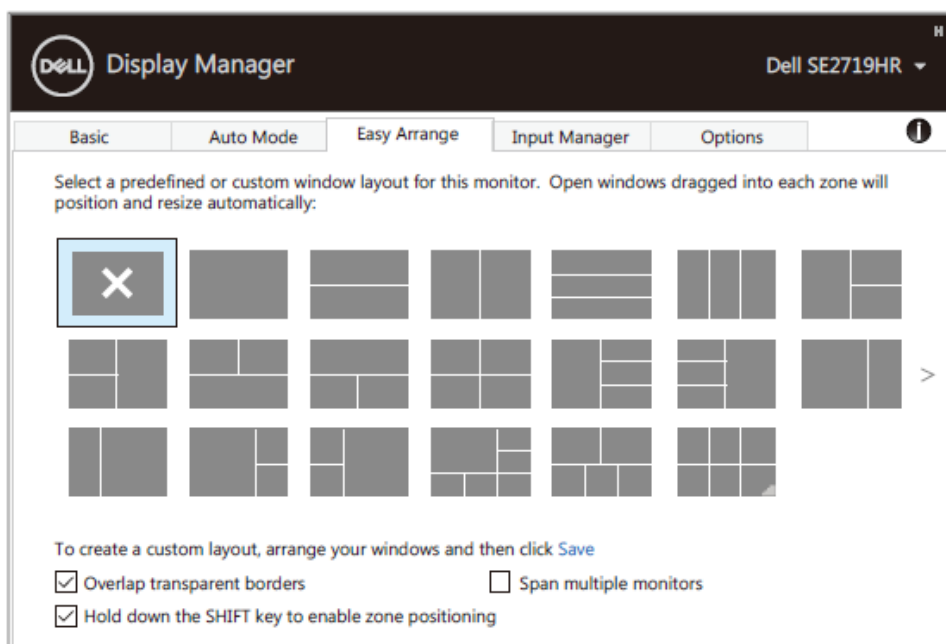 H
DELL Display Manager Dell SE2719HR
Basic Auto Mode Easy Arrange Input Manager Options
Select a predefined or custom window layout for this monitor. Open windows dragged into each zone will
position and resize automatically:
>
To create a custom layout, arrange your windows and then click Save
Overlap transparent borders Span multiple monitors
Hold down the SHIFT key to enable zone positioning